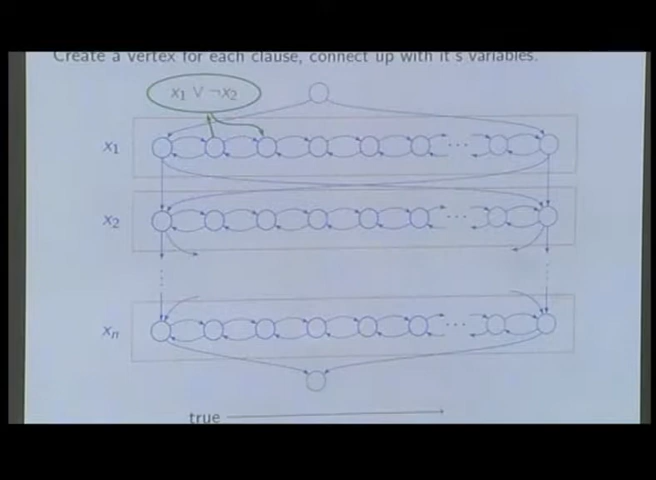 Create a vertex for each clause, connect up with it's variables.
x₁ ∨ ¬x₂
x₁
...
x₂
...
xₙ
...
true